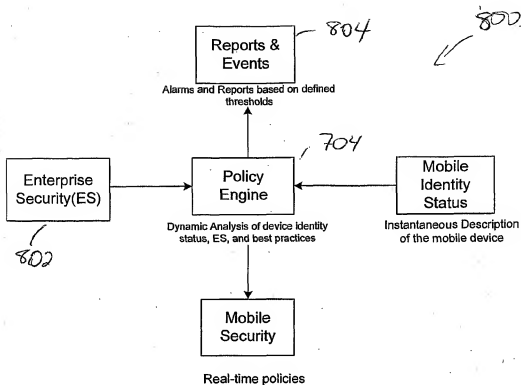 804
800
Reports &
Events
Alarms and Reports based on defined
thresholds
704
Enterprise
Security(ES)
Policy
Engine
Mobile
Identity
Status
Dynamic Analysis of device identity
status, ES, and best practices
Instantaneous Description
of the mobile device
802
Mobile
Security
Real-time policies